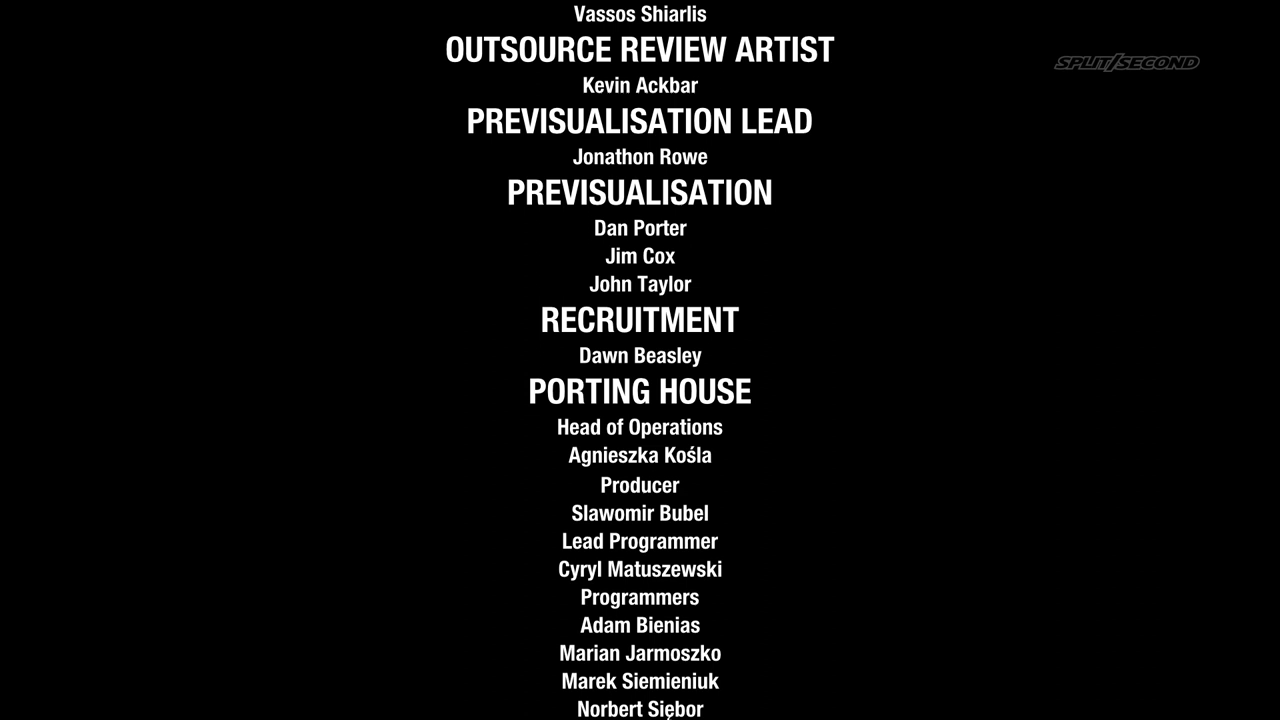 Vassos Shiarlis
OUTSOURCE REVIEW ARTIST
SPLIT/SECOND
Kevin Ackbar
PREVISUALISATION LEAD
Jonathon Rowe
PREVISUALISATION
Dan Porter
Jim Cox
John Taylor
RECRUITMENT
Dawn Beasley
PORTING HOUSE
Head of Operations
Agnieszka Kośla
Producer
Slawomir Bubel
Lead Programmer
Cyryl Matuszewski
Programmers
Adam Bienias
Marian Jarmoszko
Marek Siemieniuk
Norbert Siębor